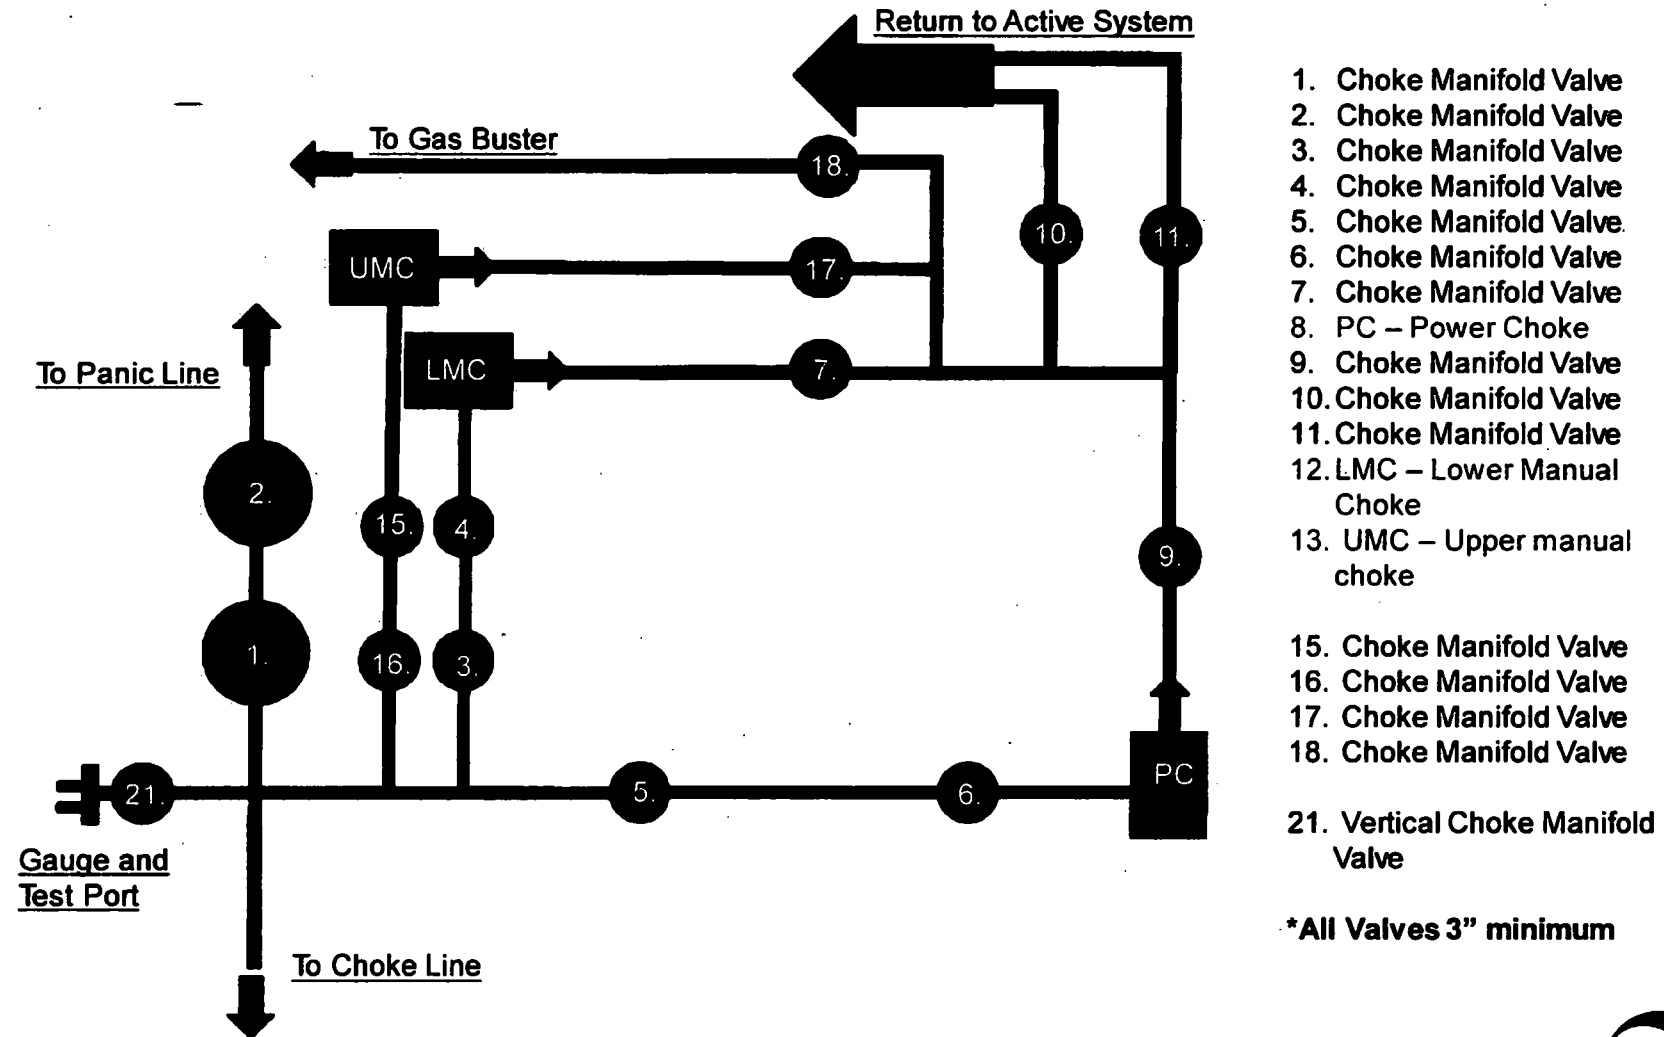 Return to Active System
To Gas Buster
18.
10.
11.
UMC
17.
LMC
7.
To Panic Line
2.
15.
4.
9.
1.
16.
3.
PC
21.
5.
6.
Gauge and
Test Port
To Choke Line
1. Choke Manifold Valve
2. Choke Manifold Valve
3. Choke Manifold Valve
4. Choke Manifold Valve
5. Choke Manifold Valve
6. Choke Manifold Valve
7. Choke Manifold Valve
8. PC – Power Choke
9. Choke Manifold Valve
10. Choke Manifold Valve
11. Choke Manifold Valve
12. LMC – Lower Manual
Choke
13. UMC – Upper manual
choke
15. Choke Manifold Valve
16. Choke Manifold Valve
17. Choke Manifold Valve
18. Choke Manifold Valve
21. Vertical Choke Manifold
Valve
*All Valves 3" minimum